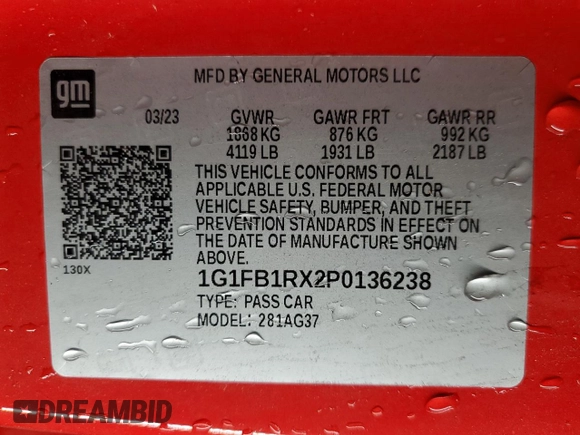 gm
MFD BY GENERAL MOTORS LLC
03/23 GVWR GAWR FRT GAWR RR
1868 KG 876 KG 992 KG
4119 LB 1931 LB 2187 LB
THIS VEHICLE CONFORMS TO ALL
APPLICABLE U.S. FEDERAL MOTOR
VEHICLE SAFETY, BUMPER, AND THEFT
PREVENTION STANDARDS IN EFFECT ON
THE DATE OF MANUFACTURE SHOWN
ABOVE.
130X
1G1FB1RX2P0136238
TYPE: PASS CAR
MODEL: 281AG37
DREAMBID